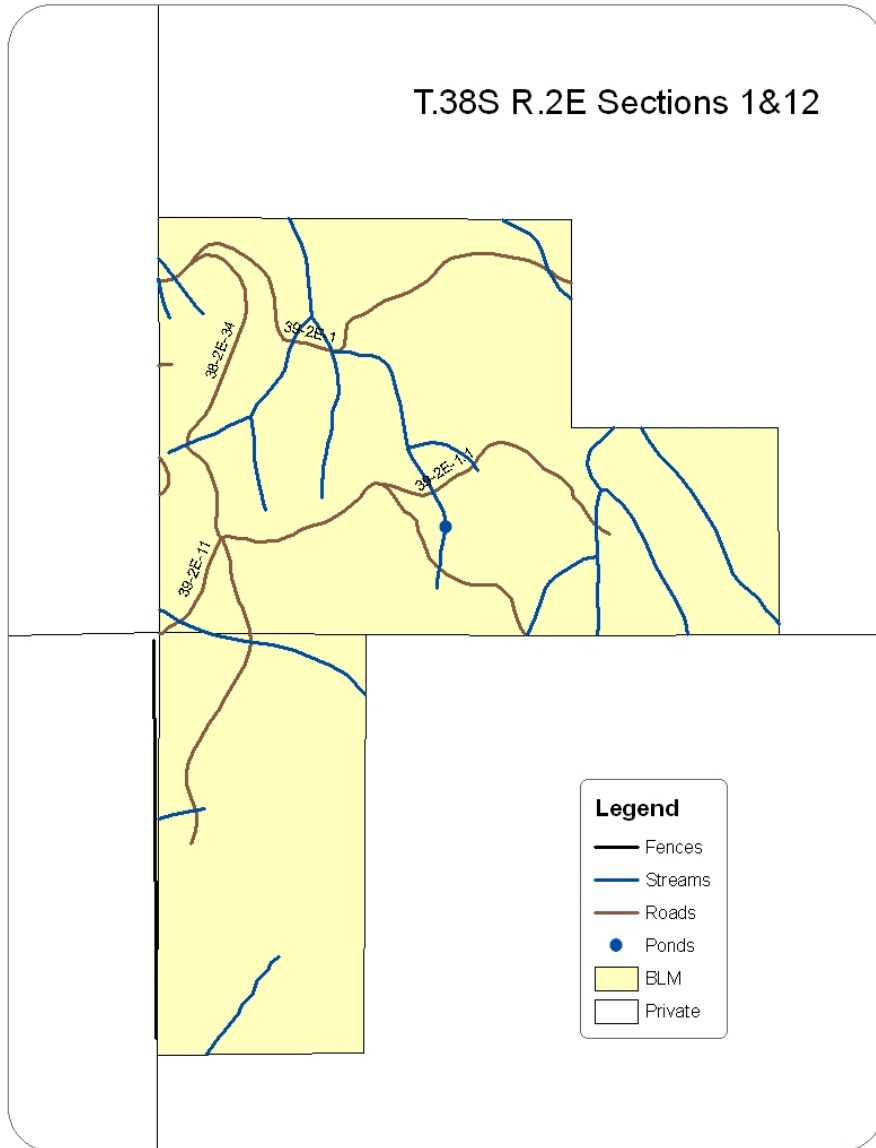 T.38S R.2E Sections 1&12
39-2E-1
38-2E-34
39-2E-1.1
39-2E-11
Legend
Fences
Streams
Roads
Ponds
BLM
Private